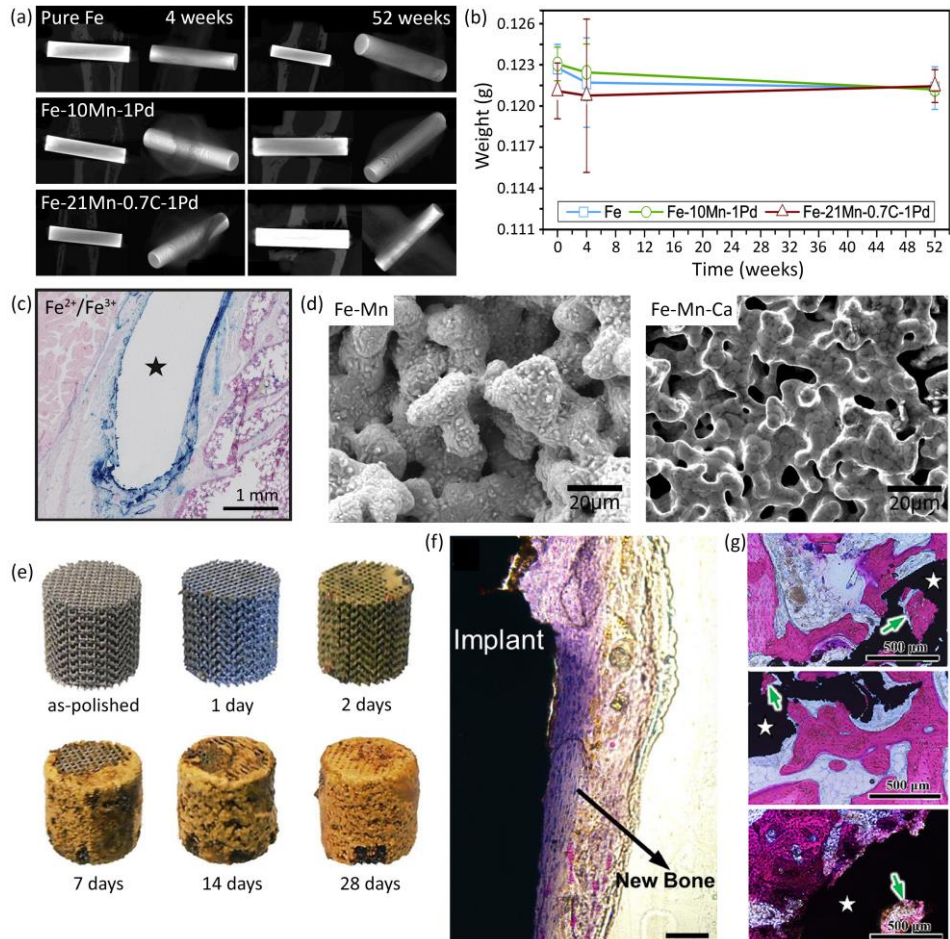 (a)
Pure Fe 4 weeks 52 weeks
Fe-10Mn-1Pd
Fe-21Mn-0.7C-1Pd
(b)
Weight (g)
0.126
0.123
0.120
0.117
0.114
0.111
Fe Fe-10Mn-1Pd Fe-21Mn-0.7C-1Pd
0 4 8 12 16 20 24 28 32 36 40 44 48 52
Time (weeks)
(c)
Fe²⁺/Fe³⁺
1 mm
(d)
Fe-Mn
20μm
Fe-Mn-Ca
20μm
(e)
as-polished 1 day 2 days
7 days 14 days 28 days
(f)
Implant
New Bone
(g)
500 μm
500 μm
500 μm